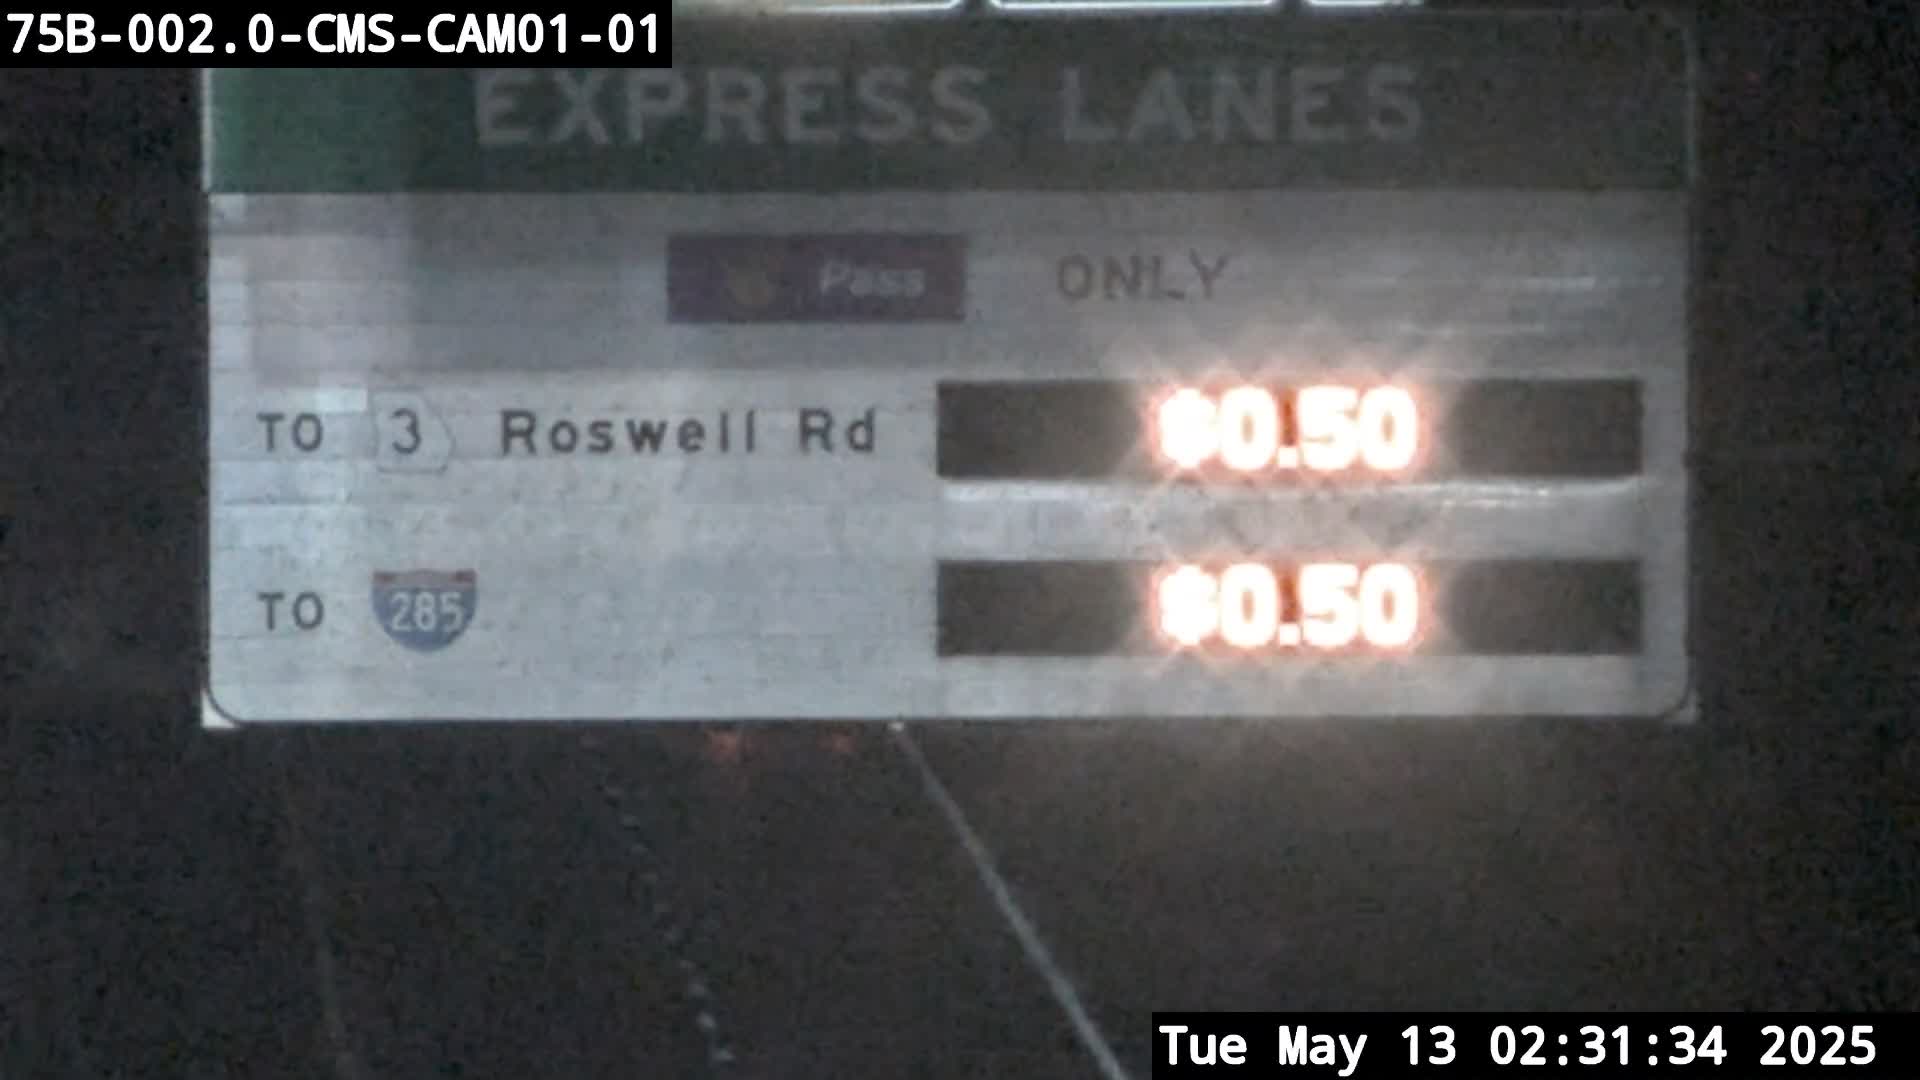 75B-002.0-CMS-CAM01-01
EXPRESS LANES
Pass ONLY
TO 3 Roswell Rd $0.50
TO 285 $0.50
Tue May 13 02:31:34 2025